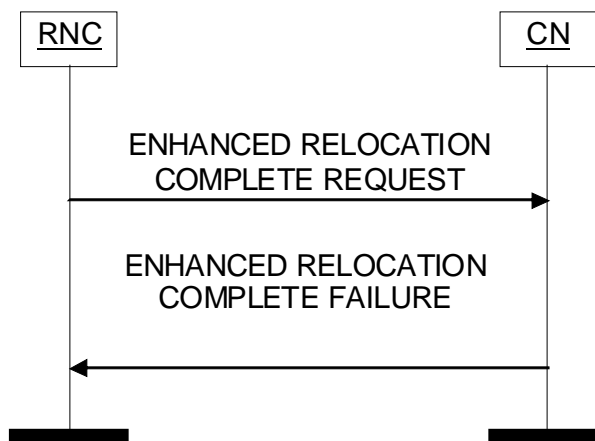 RNC
CN
ENHANCED RELOCATION
COMPLETE REQUEST
ENHANCED RELOCATION
COMPLETE FAILURE